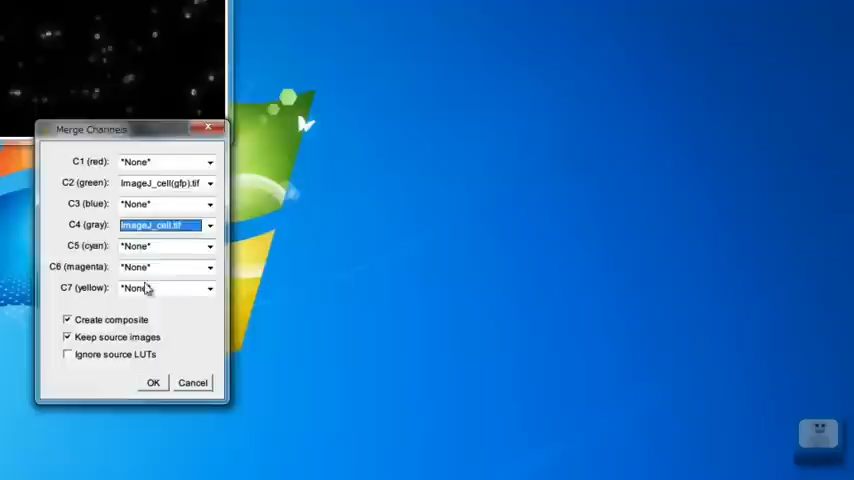 Merge Channels
C1 (red): *None*
C2 (green): ImageJ_cell(gfp).tif
C3 (blue): *None*
C4 (gray): ImageJ_cell.tif
C5 (cyan): *None*
C6 (magenta): *None*
C7 (yellow): *None*
Create composite
Keep source images
Ignore source LUTs
OK Cancel